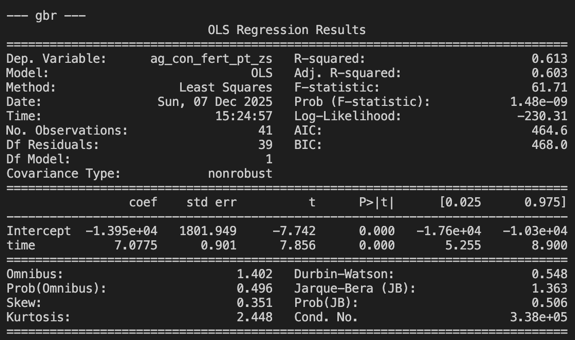 --- gbr ---
OLS Regression Results
==============================================================================
Dep. Variable:     ag_con_fert_pt_zs   R-squared:                       0.613
Model:                           OLS   Adj. R-squared:                  0.603
Method:                Least Squares   F-statistic:                     61.71
Date:               Sun, 07 Dec 2025   Prob (F-statistic):           1.48e-09
Time:                       15:24:57   Log-Likelihood:                -230.31
No. Observations:                 41   AIC:                             464.6
Df Residuals:                     39   BIC:                             468.0
Df Model:                          1
Covariance Type:           nonrobust
==============================================================================
coef    std err          t      P>|t|      [0.025      0.975]
------------------------------------------------------------------------------
Intercept  -1.395e+04   1801.949     -7.742      0.000   -1.76e+04   -1.03e+04
time           7.0775      0.901      7.856      0.000       5.255       8.900
==============================================================================
Omnibus:                        1.402   Durbin-Watson:                   0.548
Prob(Omnibus):                  0.496   Jarque-Bera (JB):                1.363
Skew:                           0.351   Prob(JB):                        0.506
Kurtosis:                       2.448   Cond. No.                     3.38e+05
==============================================================================